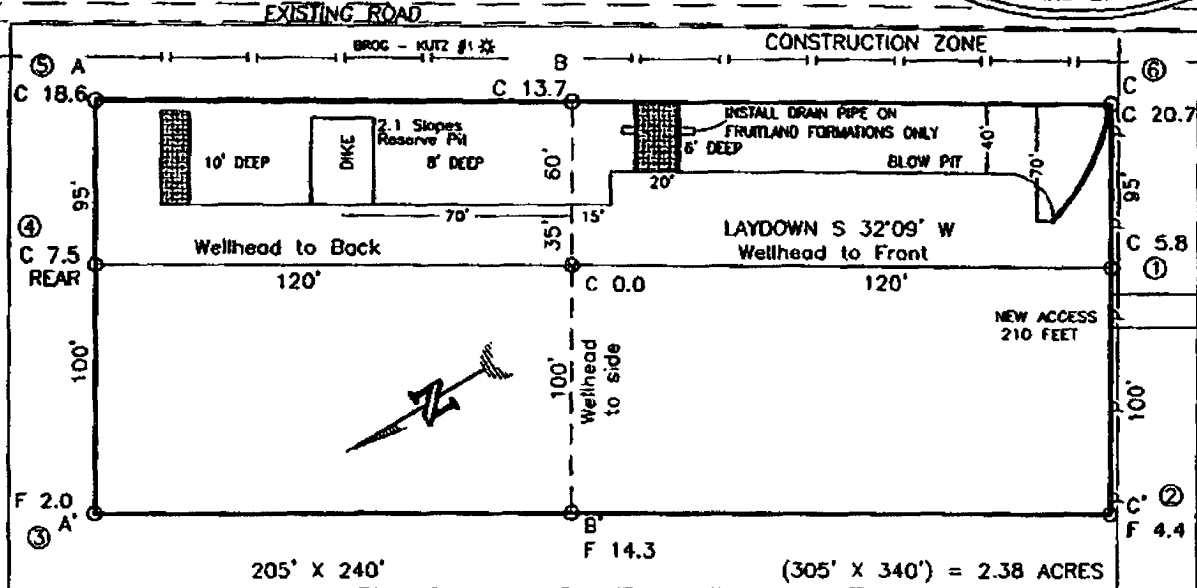 EXISTING ROAD
BROG - KUTZ #1
CONSTRUCTION ZONE
⑤ A
B
C ⑥
C 18.6
C 13.7
C 20.7
2.1 Slopes
Reserve Pit
INSTALL DRAIN PIPE ON
FRUITLAND FORMATIONS ONLY
10' DEEP
DIKE
8' DEEP
60'
6' DEEP
BLOW PIT
40'
70'
95'
20'
95'
70'
15'
35'
④
C 7.5
REAR
Wellhead to Back
LAYDOWN S 32°09' W
Wellhead to Front
C 5.8
①
120'
C 0.0
120'
NEW ACCESS
210 FEET
100'
N
100'
Wellhead
to side
100'
F 2.0
A'
③
B'
F 14.3
C' ②
F 4.4
205' X 240'
(305' X 340') = 2.38 ACRES